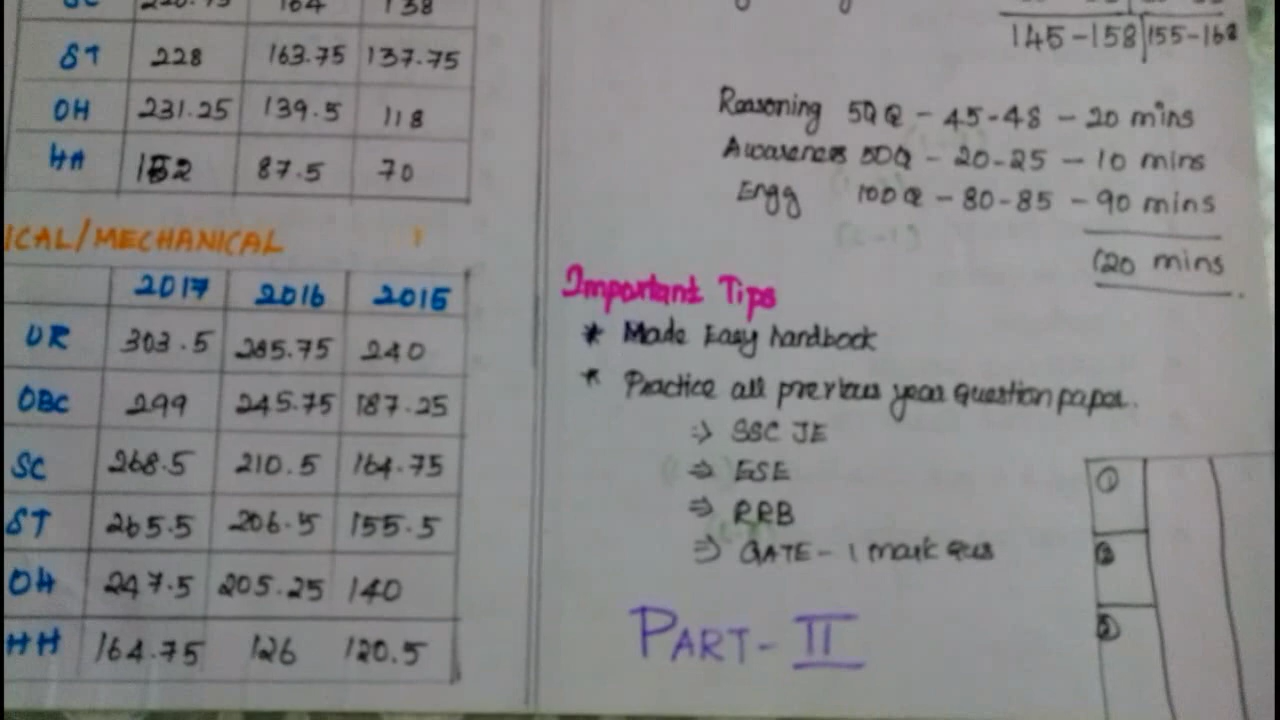 164 138
ST 228 163.75 137.75
OH 231.25 139.5 118
HH 152 87.5 70
ICAL/MECHANICAL
2017 2016 2015
UR 303.5 285.75 240
OBC 299 245.75 187.25
SC 268.5 210.5 164.75
ST 265.5 206.5 155.5
OH 247.5 205.25 140
HH 164.75 126 120.5
145-158 155-168
Reasoning 50Q - 45-48 - 20 mins
Awareness 50Q - 20-25 - 10 mins
Engg 100Q - 80-85 - 90 mins
120 mins
Important Tips
* Made Easy handbook
* Practice all previous year Question paper.
⇒ SSC JE
⇒ ESE
⇒ RRB
⇒ GATE - 1 mark Qus
PART-II
1
2
3